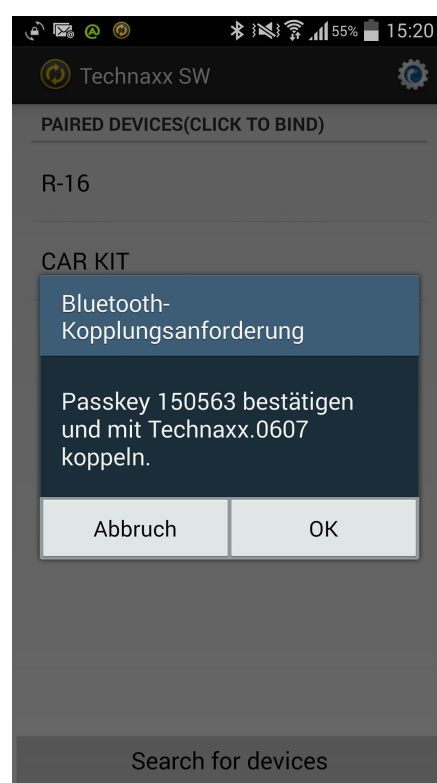 55% 15:20
Technaxx SW
PAIRED DEVICES(CLICK TO BIND)
R-16
CAR KIT
Bluetooth-
Kopplungsanforderung
Passkey 150563 bestätigen
und mit Technaxx.0607
koppeln.
Abbruch OK
Search for devices